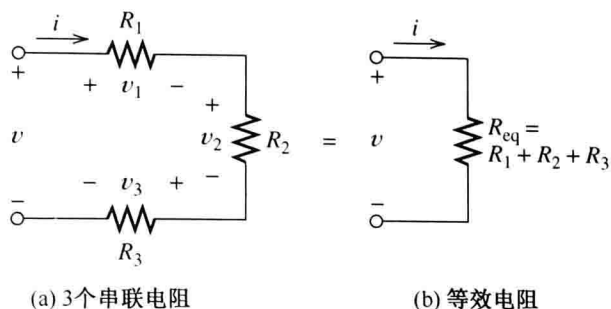 i
R₁
+ + v₁ −
v
+
v₂
−
R₂
− v₃ +
−
R₃
(a) 3个串联电阻
=
i
+
v
−
R_eq =
R₁ + R₂ + R₃
(b) 等效电阻